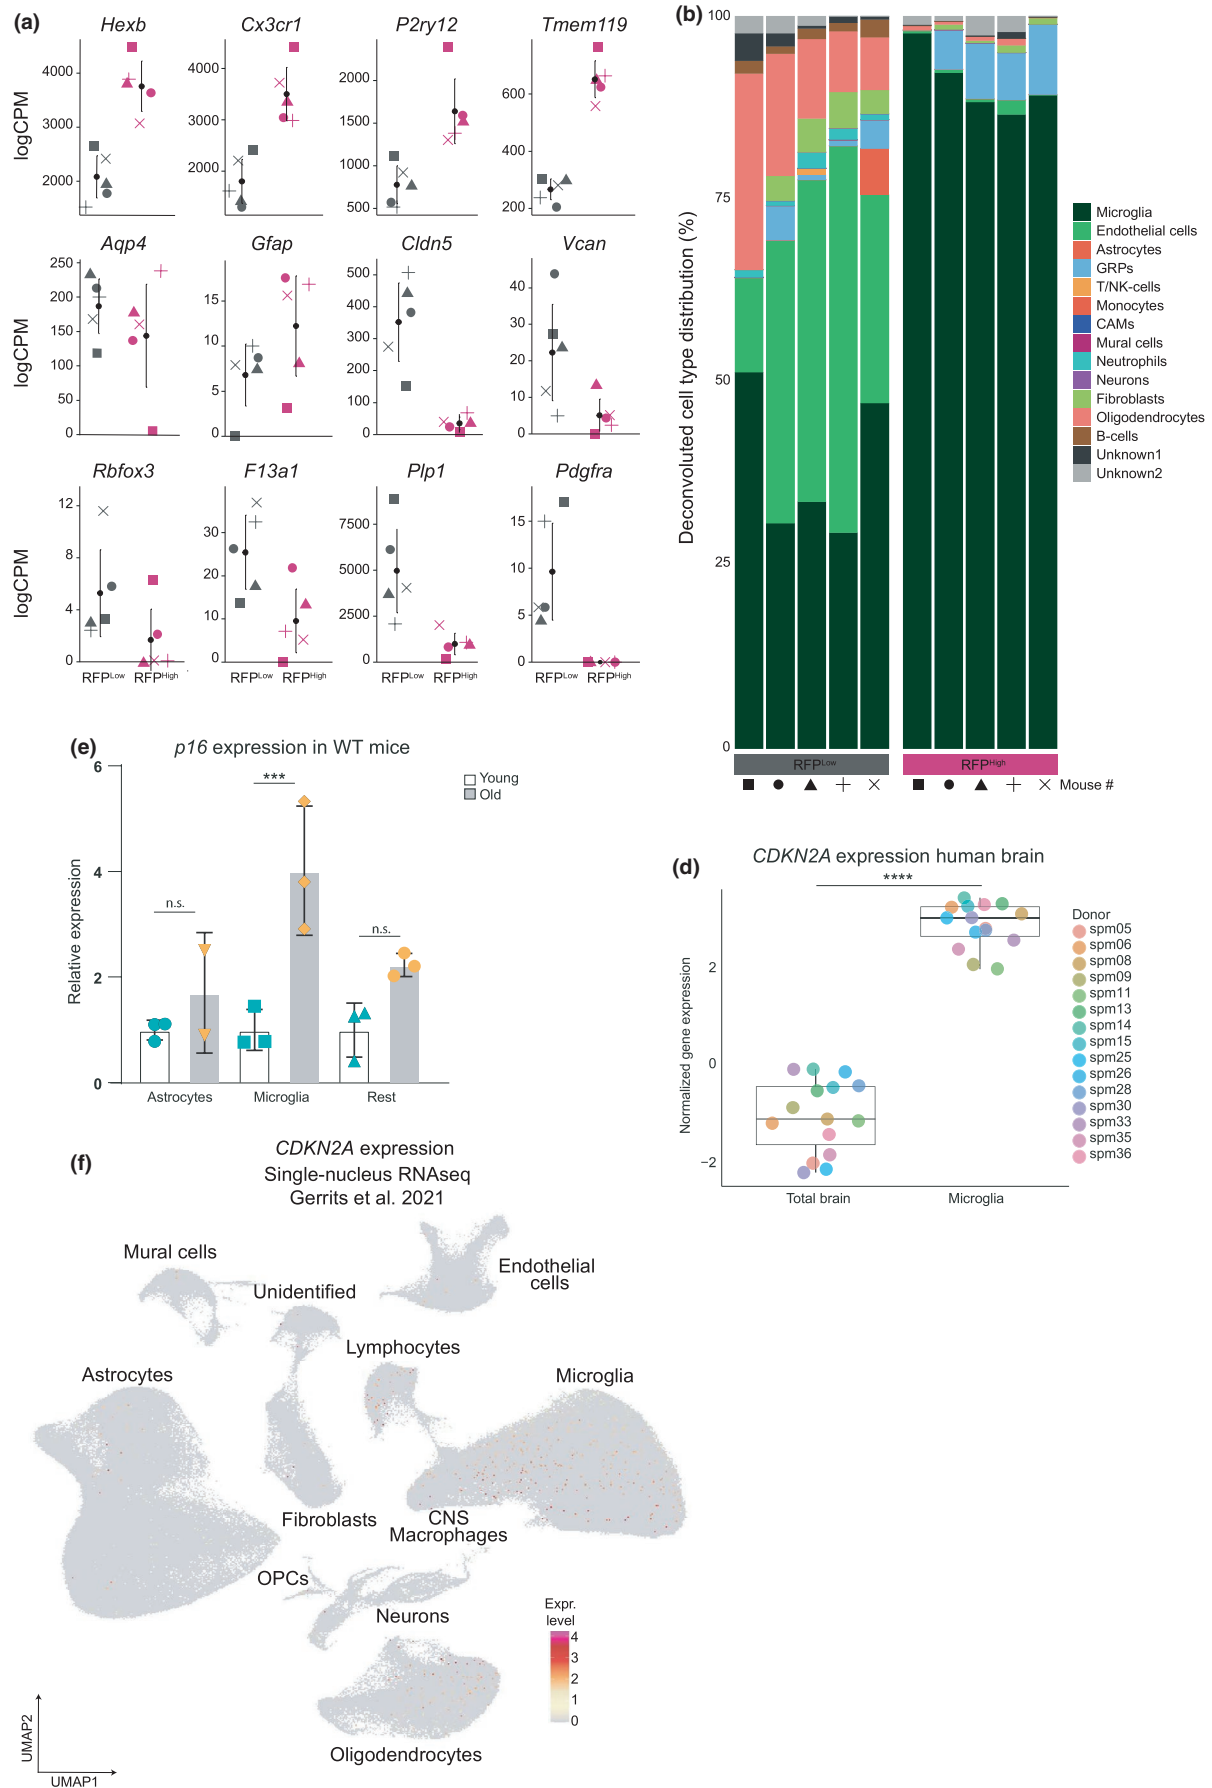 (a)
Hexb Cx3cr1 P2ry12 Tmem119
logCPM
4000
3000
2000
4000
3000
2000
2000
1500
1000
500
600
400
200
Aqp4 Gfap Cldn5 Vcan
logCPM
250
200
150
100
50
0
15
10
5
0
500
400
300
200
100
0
40
30
20
10
0
Rbfox3 F13a1 Plp1 Pdgfra
logCPM
12
8
4
0
30
20
10
0
7500
5000
2500
0
15
10
5
0
RFPLow RFPHigh RFPLow RFPHigh RFPLow RFPHigh RFPLow RFPHigh
(b)
Deconvoluted cell type distribution (%)
100
75
50
25
0
RFPLow RFPHigh
Mouse #
Microglia
Endothelial cells
Astrocytes
GRPs
T/NK-cells
Monocytes
CAMs
Mural cells
Neutrophils
Neurons
Fibroblasts
Oligodendrocytes
B-cells
Unknown1
Unknown2
(e)
p16 expression in WT mice
Relative expression
6
4
2
0
n.s.
***
n.s.
Young
Old
Astrocytes Microglia Rest
(d)
CDKN2A expression human brain
****
Normalized gene expression
2
0
−2
Total brain Microglia
Donor
spm05
spm06
spm08
spm09
spm11
spm13
spm14
spm15
spm25
spm26
spm28
spm30
spm33
spm35
spm36
(f)
CDKN2A expression
Single-nucleus RNAseq
Gerrits et al. 2021
Mural cells
Endothelial
cells
Unidentified
Lymphocytes
Astrocytes
Microglia
Fibroblasts
CNS
Macrophages
OPCs
Neurons
Oligodendrocytes
Expr.
level
4
3
2
1
0
UMAP2
UMAP1